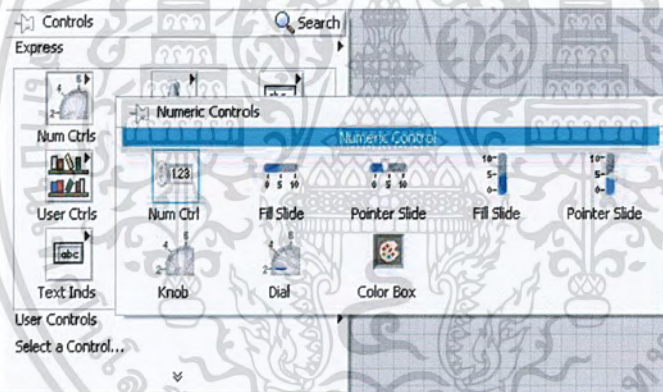 Controls Search
Express
Numeric Controls
Numeric Control
Num Ctrls
User Ctrls
Num Ctrl Fill Slide Pointer Slide Fill Slide Pointer Slide
Text Inds
Knob Dial Color Box
User Controls
Select a Control...